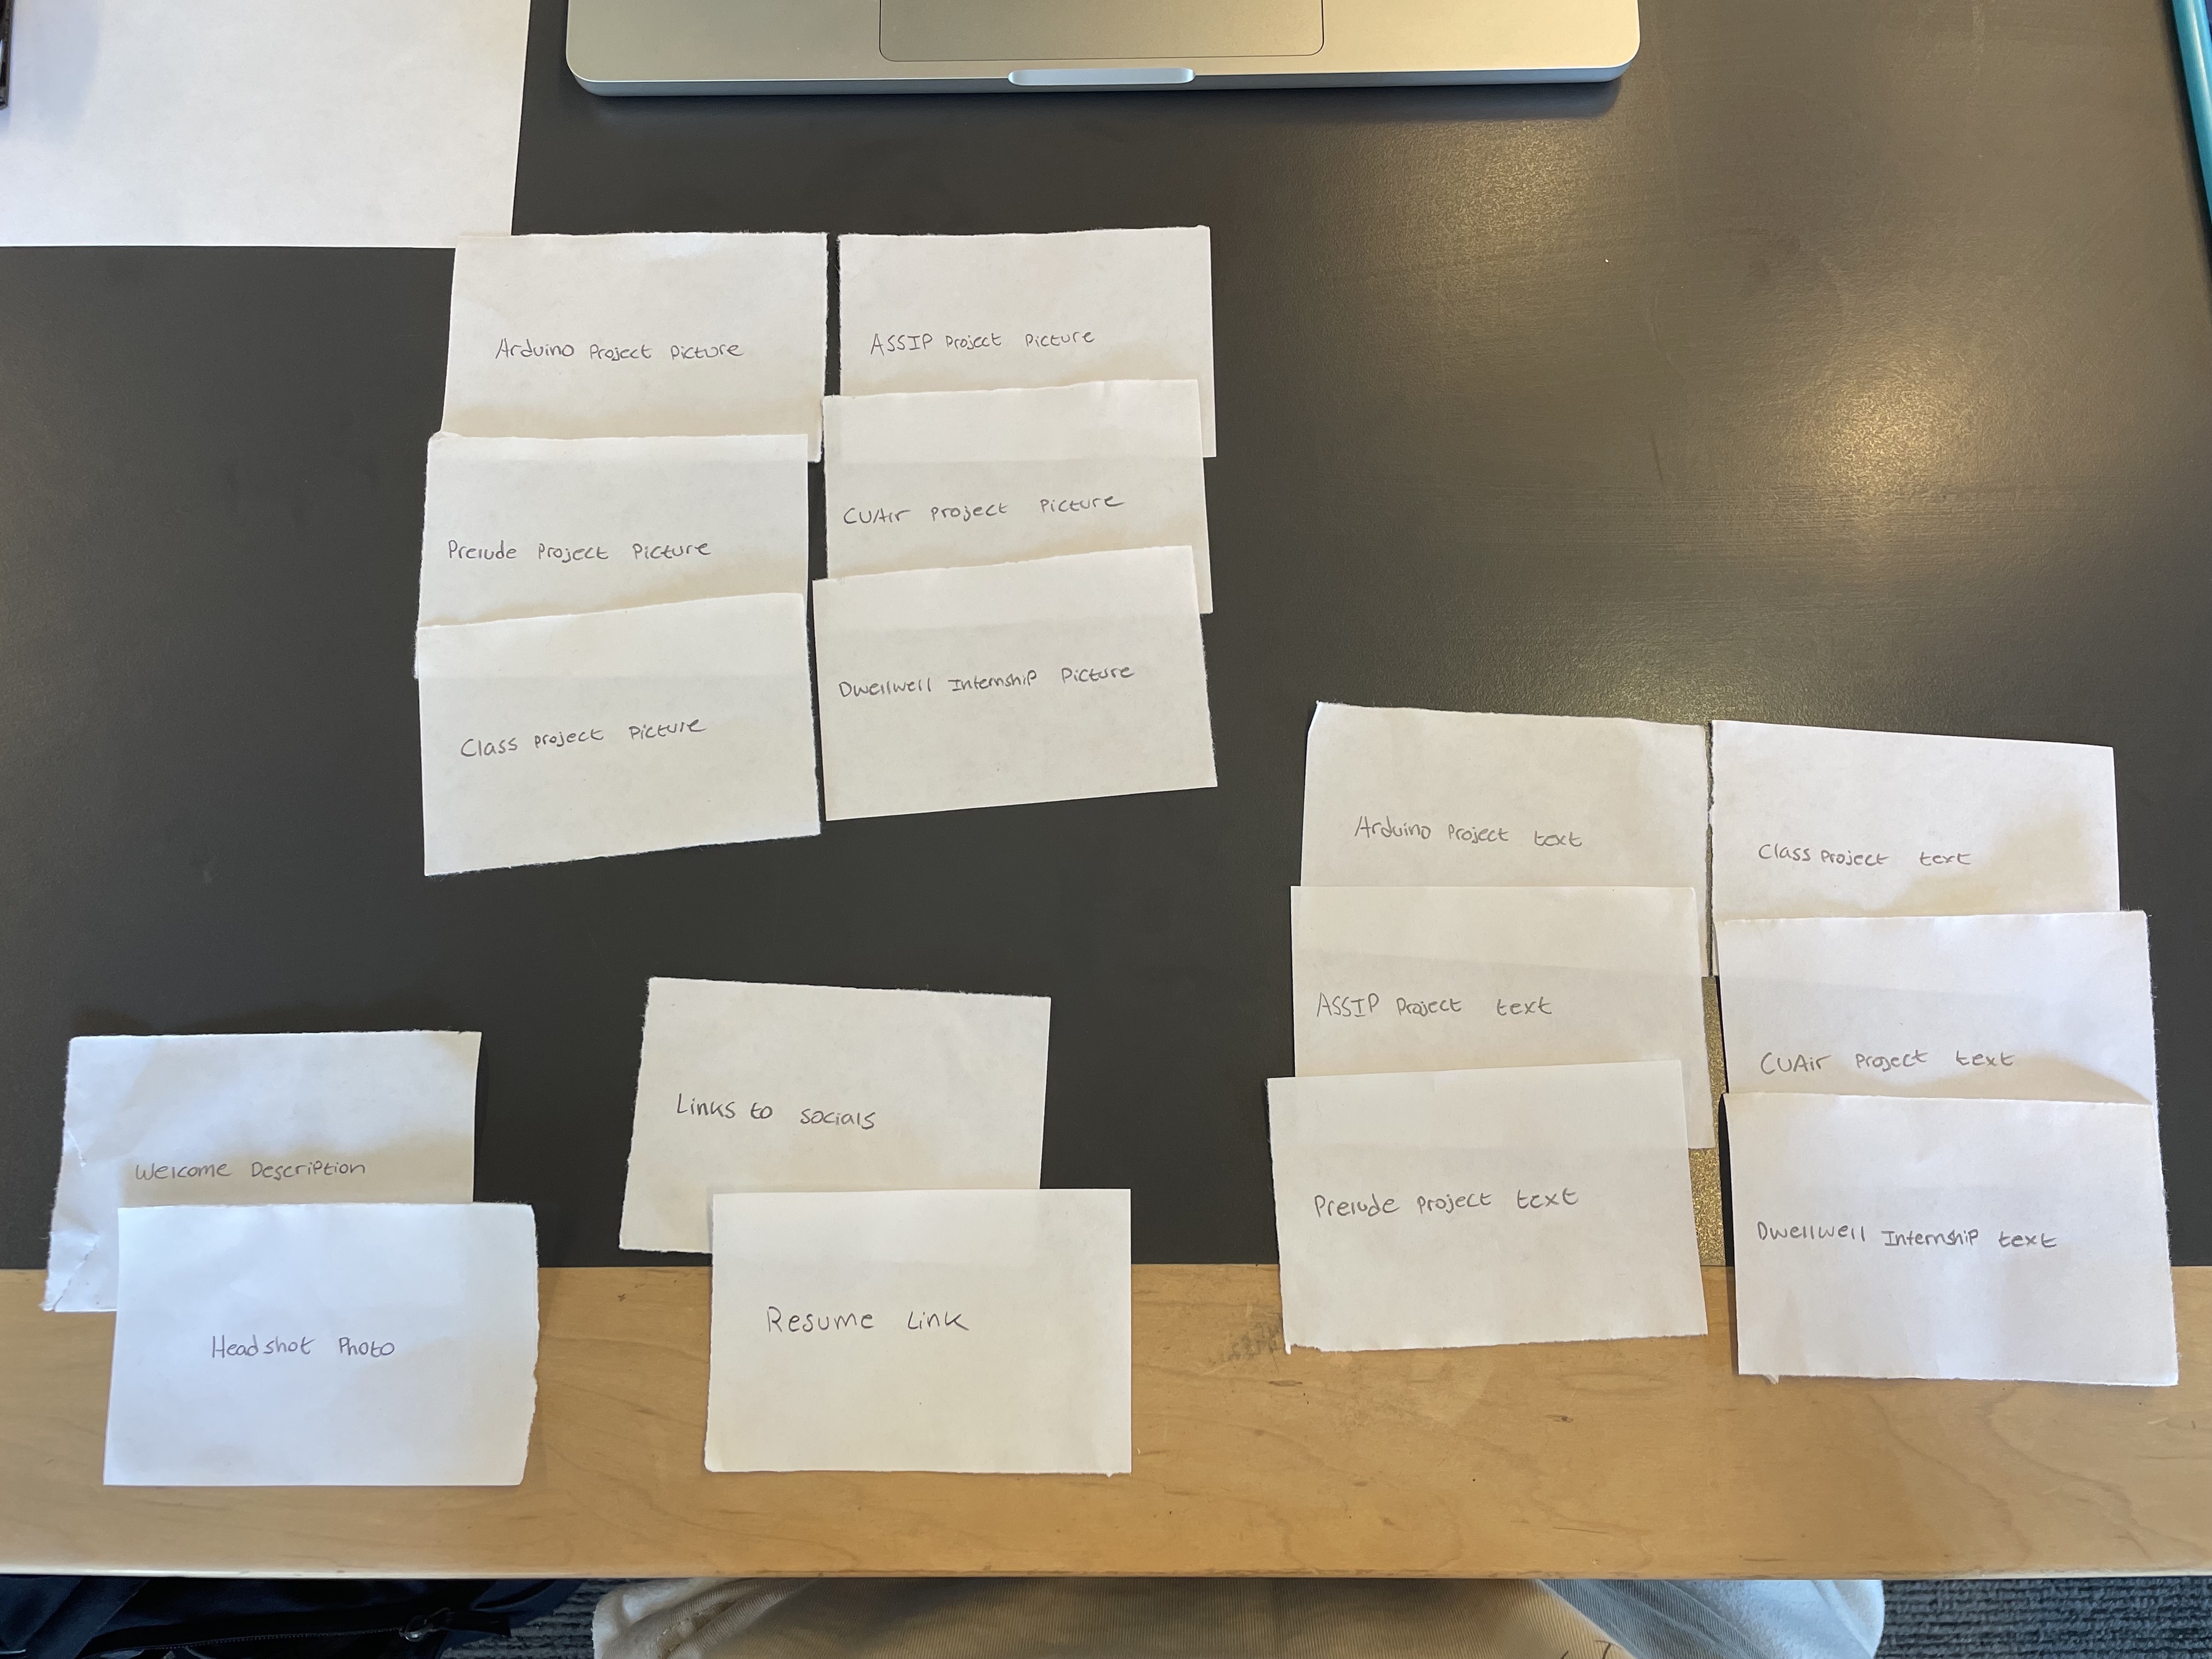 Arduino Project Picture
ASSIP Project Picture
Prelude Project Picture
CUAir Project Picture
Class Project Picture
Dwellwell Internship Picture
Arduino Project text
Class Project text
ASSIP Project text
CUAir Project text
Prelude Project text
Dwellwell Internship text
Welcome Description
Headshot Photo
Links to socials
Resume Link